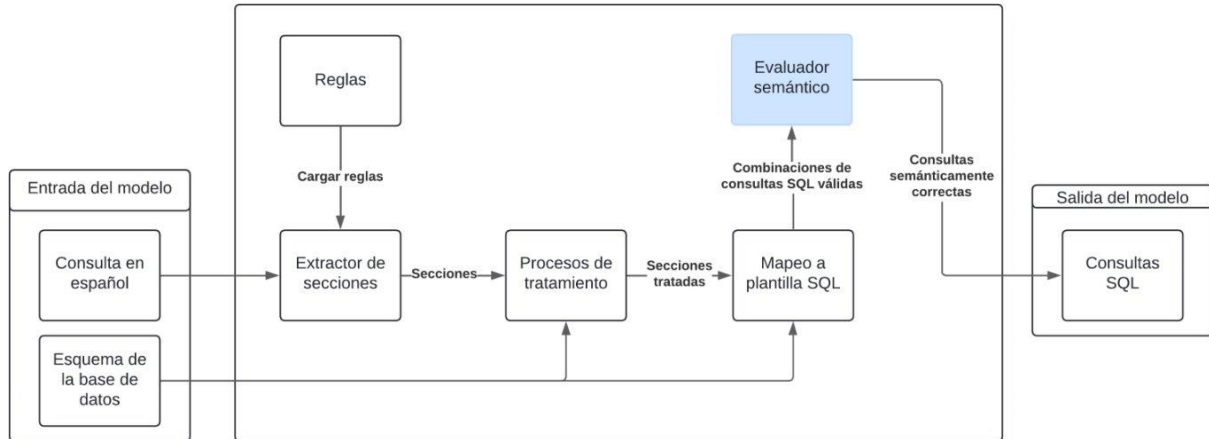 Reglas
Evaluador
semántico
Cargar reglas
Combinaciones de
consultas SQL válidas
Consultas
semánticamente
correctas
Entrada del modelo
Salida del modelo
Consulta en
español
Extractor de
secciones
Secciones
Procesos de
tratamiento
Secciones
tratadas
Mapeo a
plantilla SQL
Consultas
SQL
Esquema de
la base de
datos